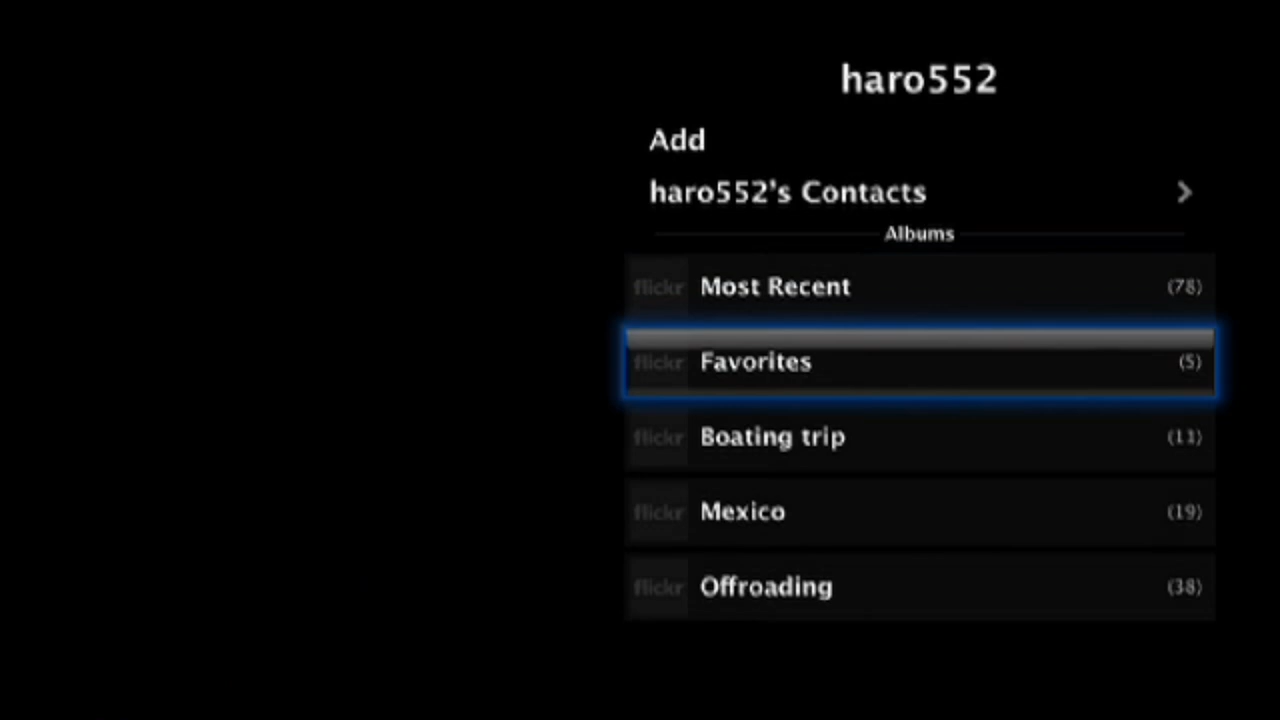 haro552
Add
haro552's Contacts
Albums
flickr Most Recent (78)
flickr Favorites (5)
flickr Boating trip (11)
flickr Mexico (19)
flickr Offroading (38)